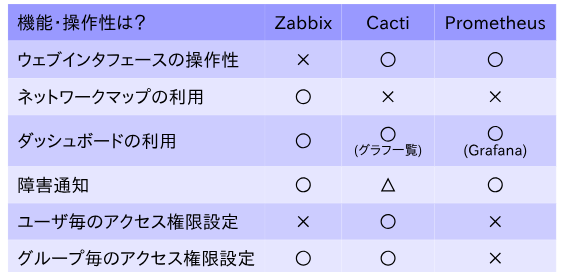 機能・操作性は？ Zabbix Cacti Prometheus
ウェブインタフェースの操作性 × ○ ○
ネットワークマップの利用 ○ × ×
ダッシュボードの利用 ○ ○ ○
(グラフ一覧) (Grafana)
障害通知 ○ △ ○
ユーザ毎のアクセス権限設定 × ○ ×
グループ毎のアクセス権限設定 ○ ○ ×